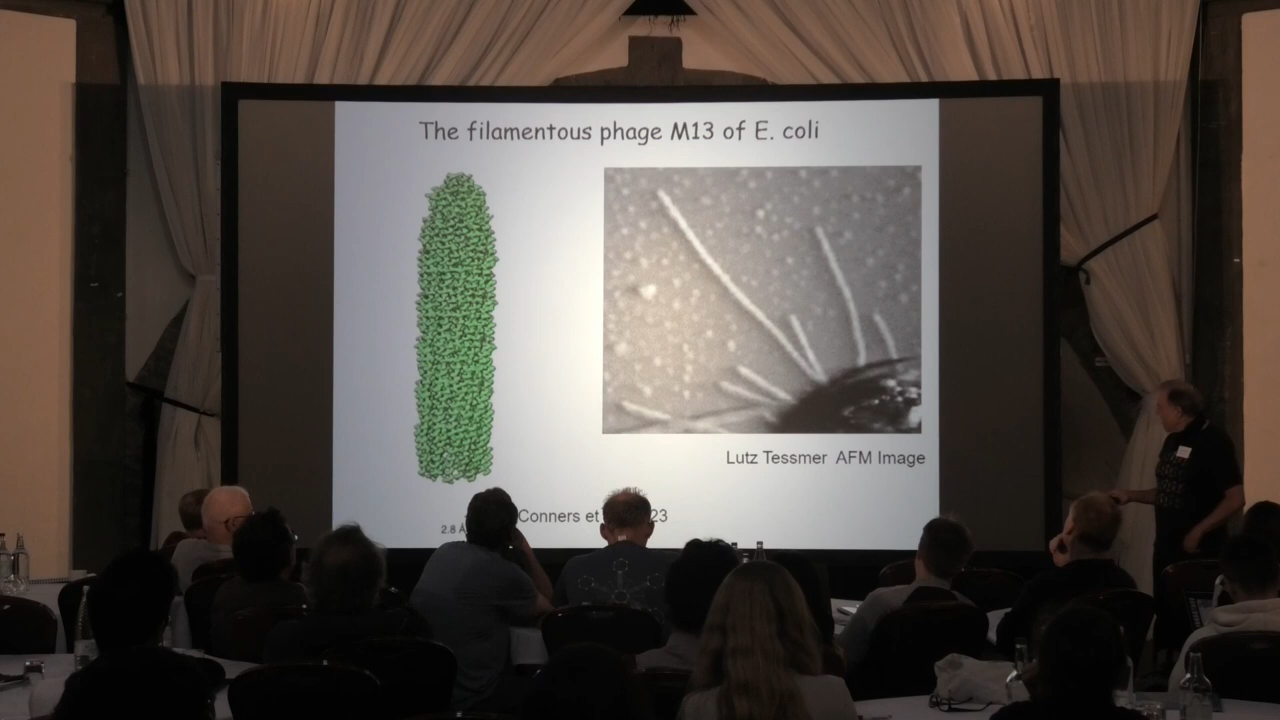 The filamentous phage M13 of E. coli
Lutz Tessmer AFM Image
Conners et 23
2.8